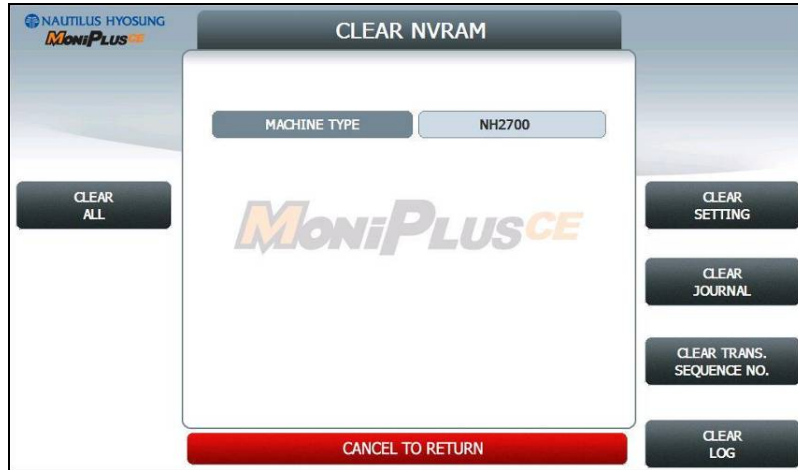 NAUTILUS HYOSUNG
MONiPLUSCE
CLEAR NVRAM
MACHINE TYPE
NH2700
CLEAR
ALL
MONiPLUSCE
CLEAR
SETTING
CLEAR
JOURNAL
CLEAR TRANS.
SEQUENCE NO.
CLEAR
LOG
CANCEL TO RETURN